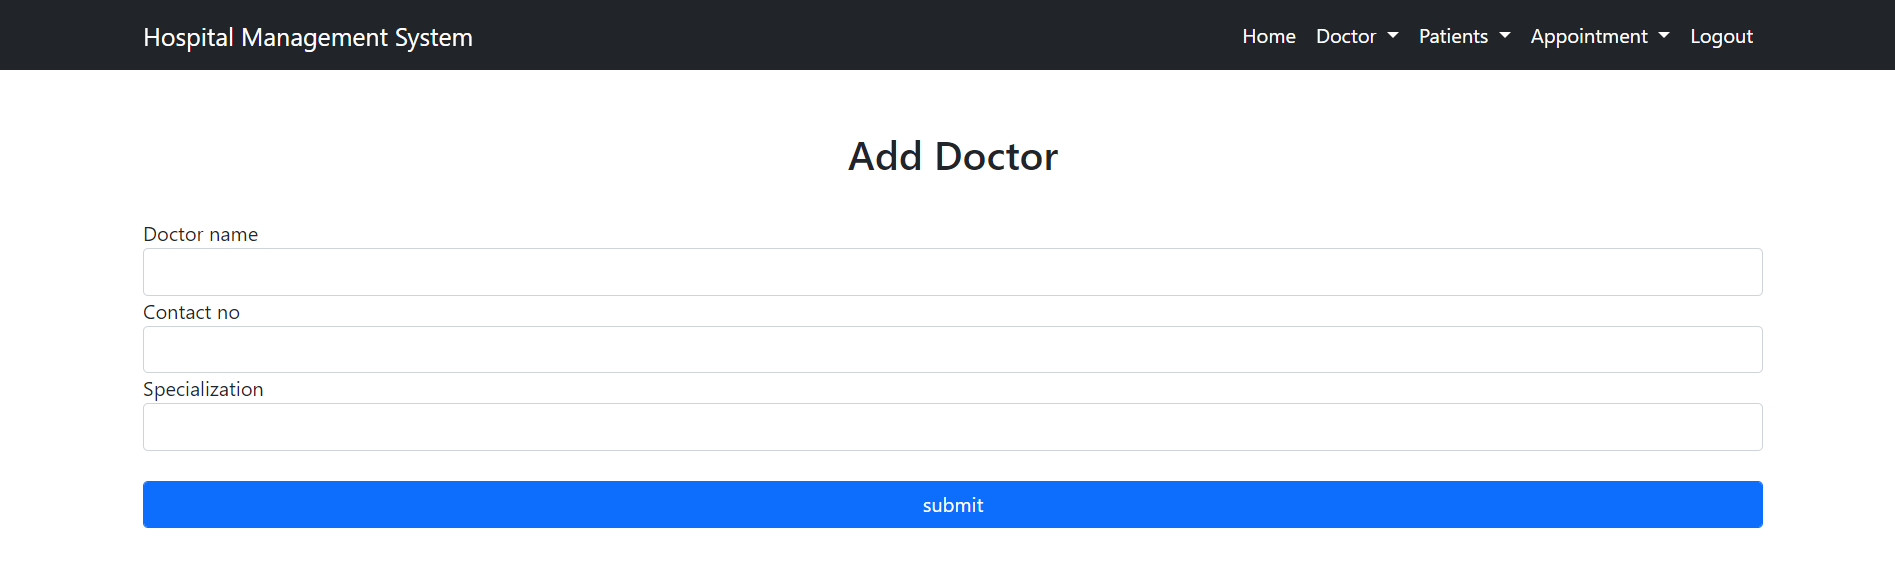 Hospital Management System Home Doctor Patients Appointment Logout
Add Doctor
Doctor name
Contact no
Specialization
submit